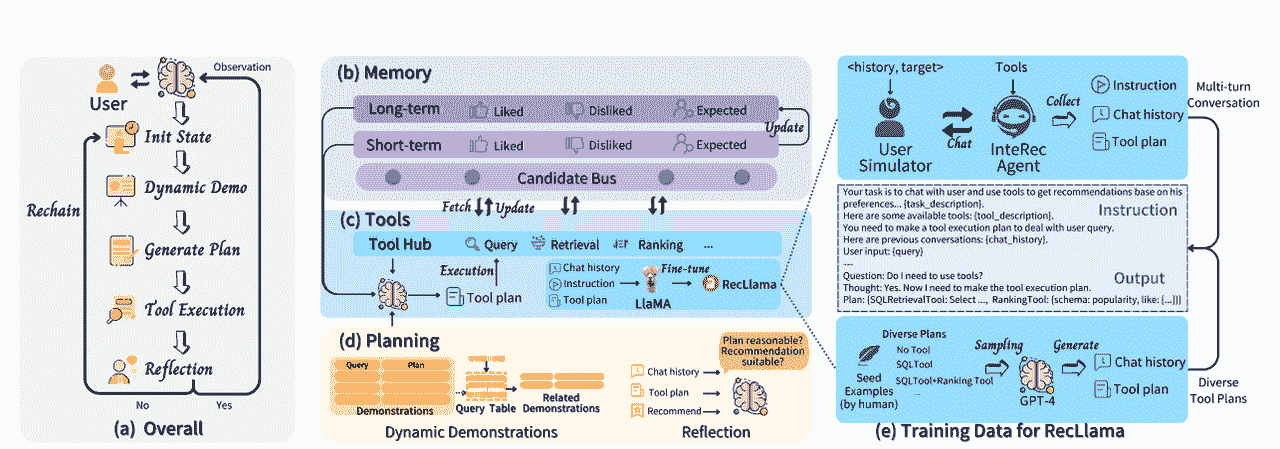 Observation
User
Init State
Dynamic Demo
Rechain
Generate Plan
Tool Execution
Reflection
No
Yes
(a) Overall
(b) Memory
Long-term
Liked
Disliked
Expected
Update
Short-term
Liked
Disliked
Expected
Candidate Bus
Fetch
Update
(c) Tools
Tool Hub
Query
Retrieval
Ranking
...
Execution
Tool plan
Chat history
Instruction
Tool plan
Fine-tune
LlaMA
RecLlama
(d) Planning
Query
Plan
Demonstrations
Query Table
Related
Demonstrations
Dynamic Demonstrations
Plan reasonable?
Recommendation
suitable?
Chat history
Tool plan
Recommend
Reflection
<history, target>
Tools
User
Simulator
Chat
InteRec
Agent
Collect
Instruction
Chat history
Tool plan
Multi-turn
Conversation
Your task is to chat with user and use tools to get recommendations base on his
preferences... {task_description}.
Here are some available tools: {tool_description}.
You need to make a tool execution plan to deal with user query.
Here are previous conversations: {chat_history}.
User input: {query}
....
Question: Do I need to use tools?
Thought: Yes. Now I need to make the tool execution plan.
Plan: {SQLRetrievalTool: Select ..., RankingTool: {schema: popularity, like: [...]}}
Instruction
Output
Diverse Plans
No Tool
SQLTool
SQLTool+Ranking Tool
...
Seed
Examples
(by human)
Sampling
GPT-4
Generate
Chat history
Tool plan
Diverse
Tool Plans
(e) Training Data for RecLlama